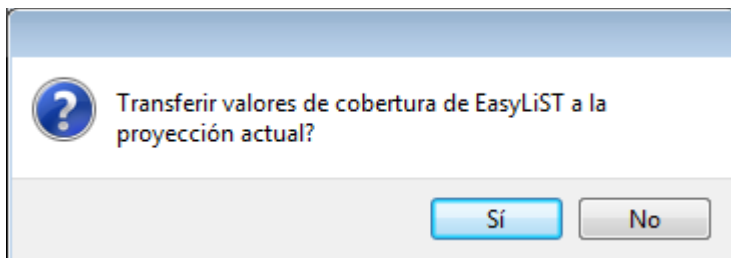 Transferir valores de cobertura de EasyLiST a la
proyección actual?
Sí
No